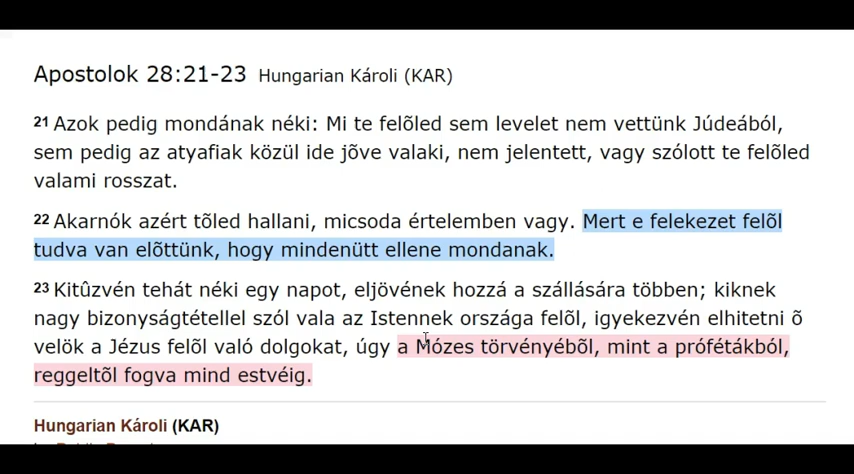 Apostolok 28:21-23 Hungarian Károli (KAR)
21 Azok pedig mondának néki: Mi te felõled sem levelet nem vettünk Júdeából,
sem pedig az atyafiak közül ide jõve valaki, nem jelentett, vagy szólott te felõled
valami rosszat.
22 Akarnók azért tõled hallani, micsoda értelemben vagy. Mert e felekezet felõl
tudva van elõttünk, hogy mindenütt ellene mondanak.
23 Kitûzvén tehát néki egy napot, eljövének hozzá a szállására többen; kiknek
nagy bizonyságtétellel szól vala az Istennek országa felõl, igyekezvén elhitetni õ
velök a Jézus felõl való dolgokat, úgy a Mózes törvényébõl, mint a prófétákból,
reggeltõl fogva mind estvéig.
Hungarian Károli (KAR)